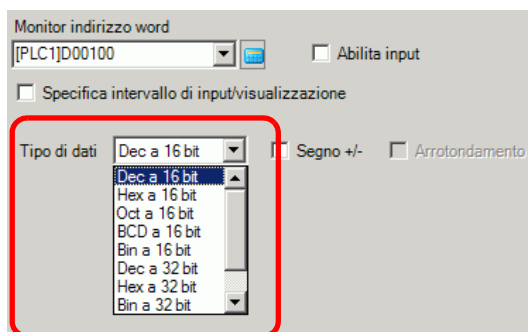 Monitor indirizzo word
[PLC1]D00100
Abilita input
Specifica intervallo di input/visualizzazione
Tipo di dati Dec a 16 bit Segno +/- Arrotondamento
Dec a 16 bit
Hex a 16 bit
Oct a 16 bit
BCD a 16 bit
Bin a 16 bit
Dec a 32 bit
Hex a 32 bit
Bin a 32 bit